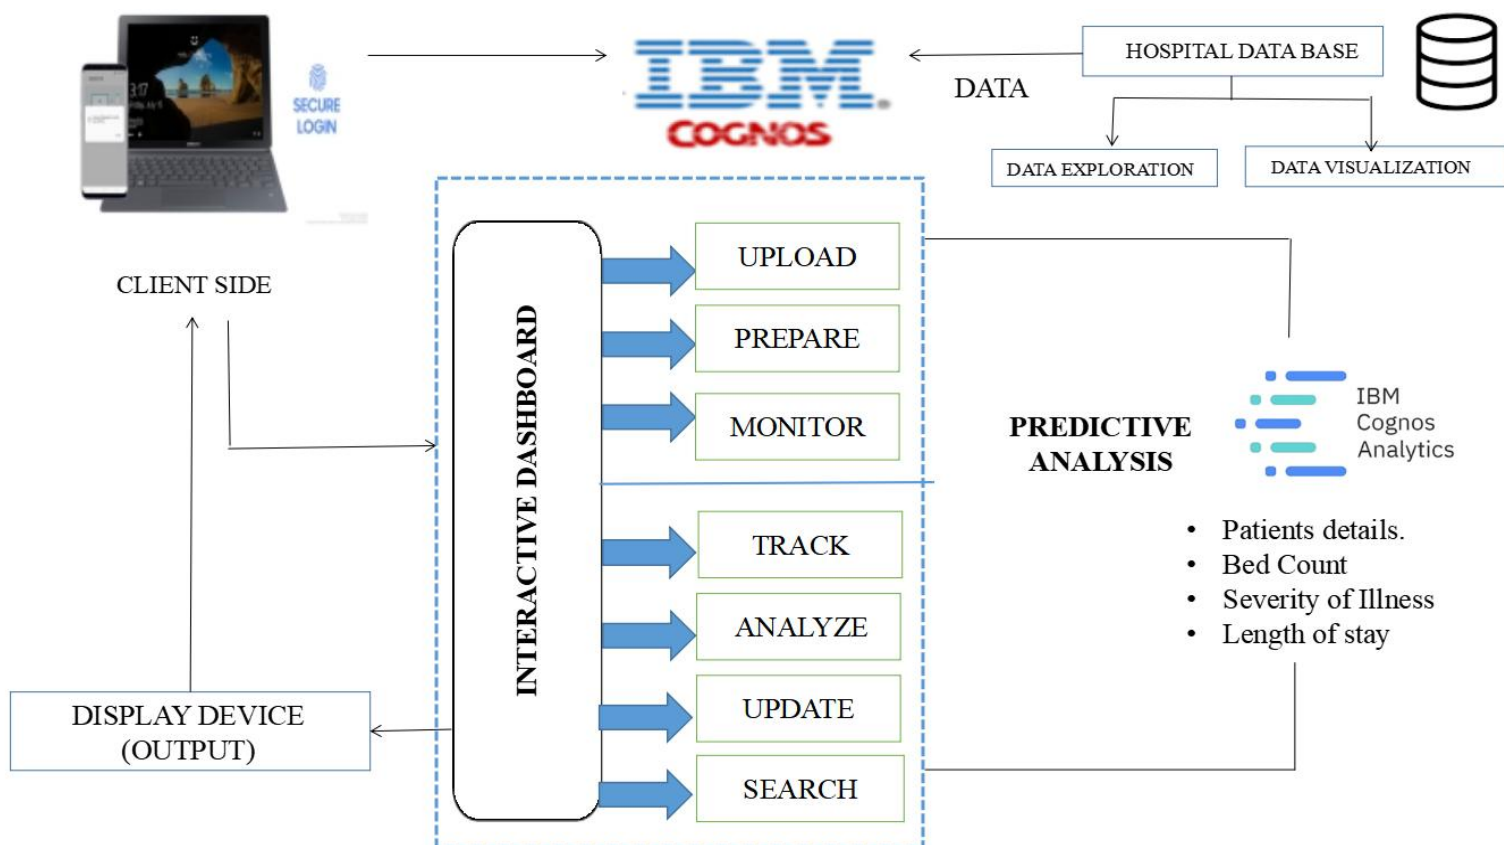 SECURE
LOGIN
3:17
IBM
COGNOS
DATA
HOSPITAL DATA BASE
DATA EXPLORATION
DATA VISUALIZATION
CLIENT SIDE
INTERACTIVE DASHBOARD
UPLOAD
PREPARE
MONITOR
TRACK
ANALYZE
UPDATE
SEARCH
PREDICTIVE
ANALYSIS
IBM
Cognos
Analytics
• Patients details.
• Bed Count
• Severity of Illness
• Length of stay
DISPLAY DEVICE
(OUTPUT)